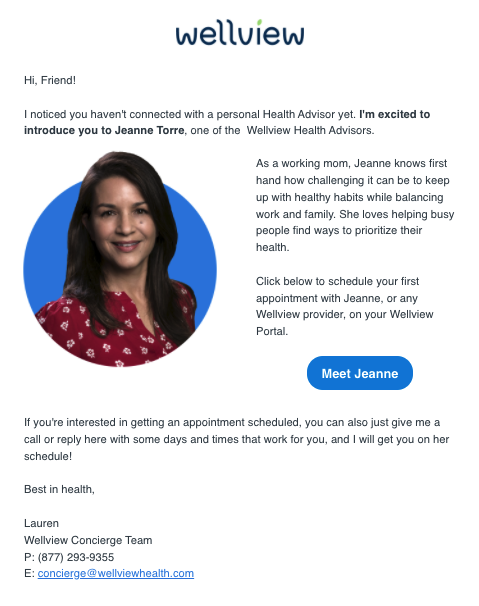 wellview
Hi, Friend!
I noticed you haven't connected with a personal Health Advisor yet. I'm excited to
introduce you to Jeanne Torre, one of the  Wellview Health Advisors.
As a working mom, Jeanne knows first
hand how challenging it can be to keep
up with healthy habits while balancing
work and family. She loves helping busy
people find ways to prioritize their
health.
Click below to schedule your first
appointment with Jeanne, or any
Wellview provider, on your Wellview
Portal.
Meet Jeanne
If you're interested in getting an appointment scheduled, you can also just give me a
call or reply here with some days and times that work for you, and I will get you on her
schedule!
Best in health,
Lauren
Wellview Concierge Team
P: (877) 293-9355
E: concierge@wellviewhealth.com